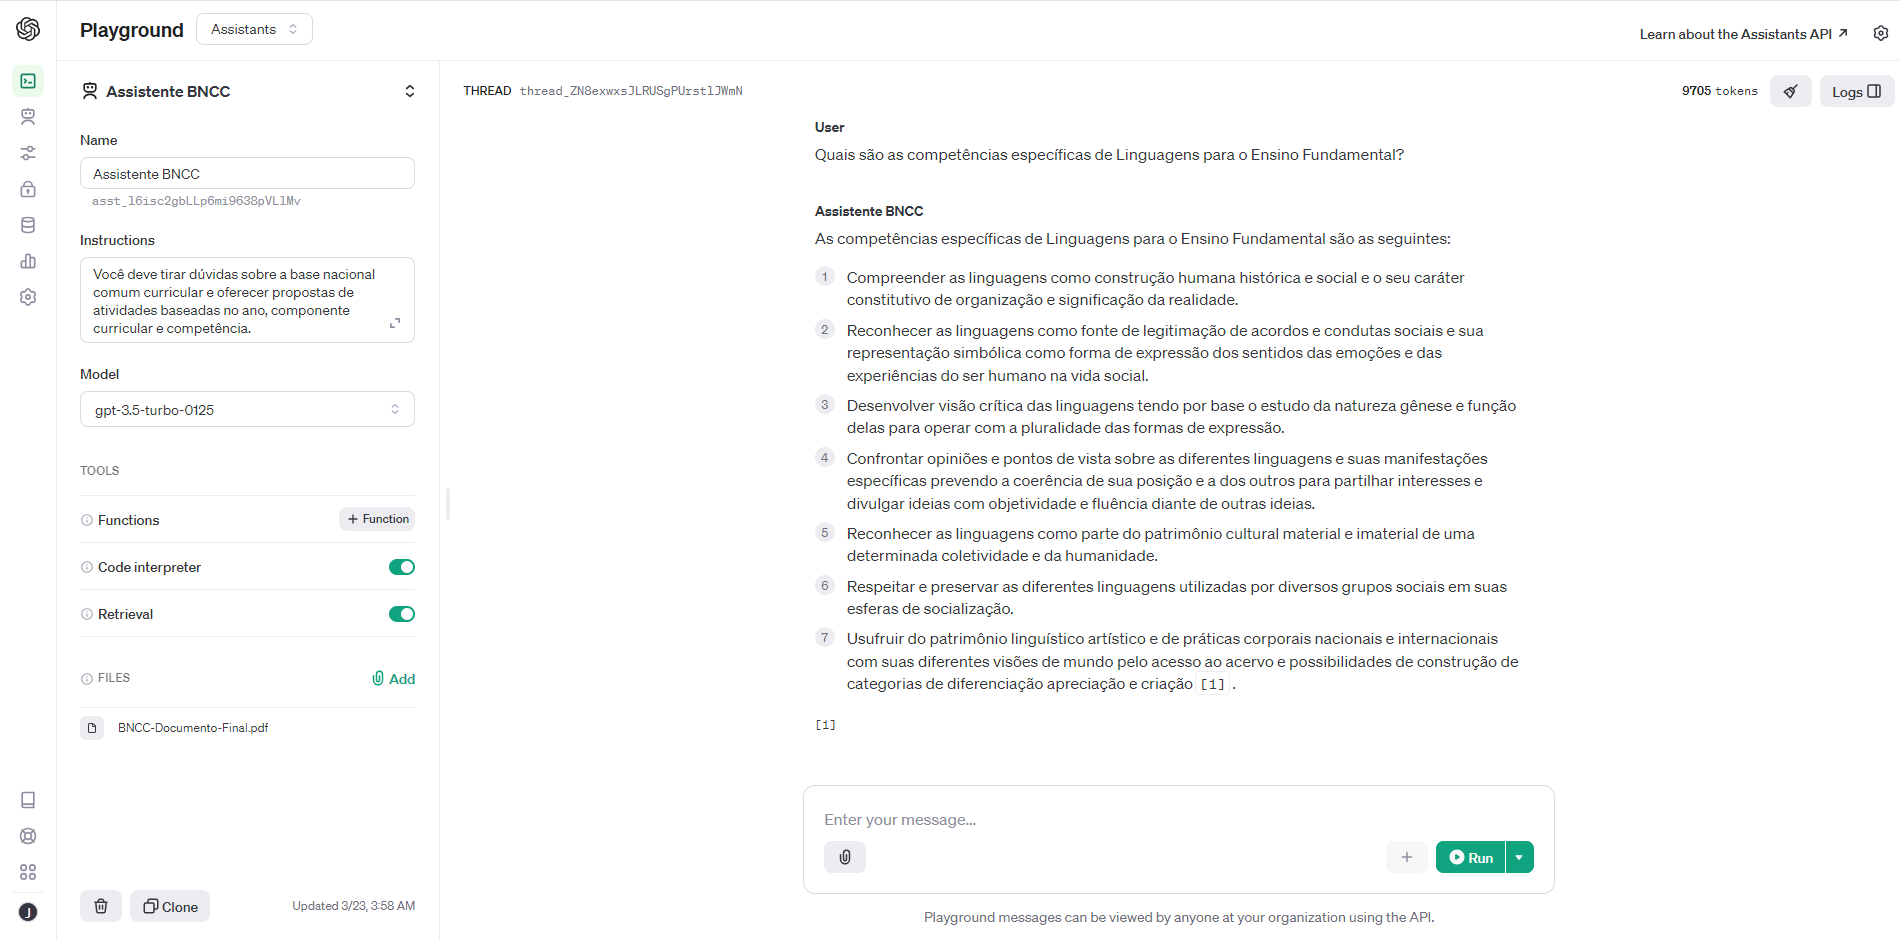 Playground
Assistants
Learn about the Assistants API
Assistente BNCC
Name
Assistente BNCC
asst_l6isc2gbLLp6mi9638pVLlMv
Instructions
Você deve tirar dúvidas sobre a base nacional
comum curricular e oferecer propostas de
atividades baseadas no ano, componente
curricular e competência.
Model
gpt-3.5-turbo-0125
TOOLS
Functions
+ Function
Code interpreter
Retrieval
FILES
Add
BNCC-Documento-Final.pdf
Clone
Updated 3/23, 3:58 AM
J
THREAD thread_ZN8exwxsJLRUSgPUrstlJWmN
9705 tokens
Logs
User
Quais são as competências específicas de Linguagens para o Ensino Fundamental?
Assistente BNCC
As competências específicas de Linguagens para o Ensino Fundamental são as seguintes:
1 Compreender as linguagens como construção humana histórica e social e o seu caráter
constitutivo de organização e significação da realidade.
2 Reconhecer as linguagens como fonte de legitimação de acordos e condutas sociais e sua
representação simbólica como forma de expressão dos sentidos das emoções e das
experiências do ser humano na vida social.
3 Desenvolver visão crítica das linguagens tendo por base o estudo da natureza gênese e função
delas para operar com a pluralidade das formas de expressão.
4 Confrontar opiniões e pontos de vista sobre as diferentes linguagens e suas manifestações
específicas prevendo a coerência de sua posição e a dos outros para partilhar interesses e
divulgar ideias com objetividade e fluência diante de outras ideias.
5 Reconhecer as linguagens como parte do patrimônio cultural material e imaterial de uma
determinada coletividade e da humanidade.
6 Respeitar e preservar as diferentes linguagens utilizadas por diversos grupos sociais em suas
esferas de socialização.
7 Usufruir do patrimônio linguístico artístico e de práticas corporais nacionais e internacionais
com suas diferentes visões de mundo pelo acesso ao acervo e possibilidades de construção de
categorias de diferenciação apreciação e criação [1] .
[1]
Enter your message...
Run
Playground messages can be viewed by anyone at your organization using the API.